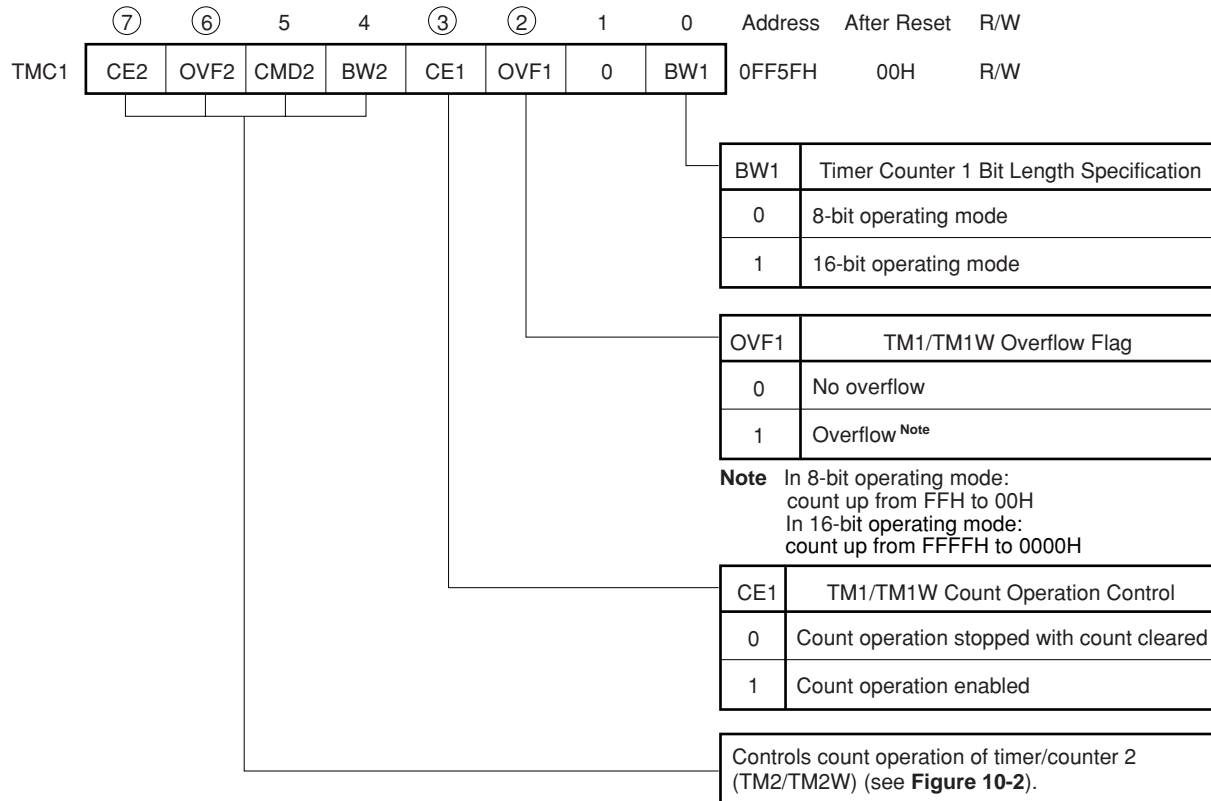 7 6 5 4 3 2 1 0 Address After Reset R/W
TMC1 CE2 OVF2 CMD2 BW2 CE1 OVF1 0 BW1 0FF5FH 00H R/W
BW1 Timer Counter 1 Bit Length Specification
0 8-bit operating mode
1 16-bit operating mode
OVF1 TM1/TM1W Overflow Flag
0 No overflow
1 Overflow Note
Note In 8-bit operating mode:
count up from FFH to 00H
In 16-bit operating mode:
count up from FFFFH to 0000H
CE1 TM1/TM1W Count Operation Control
0 Count operation stopped with count cleared
1 Count operation enabled
Controls count operation of timer/counter 2
(TM2/TM2W) (see Figure 10-2).